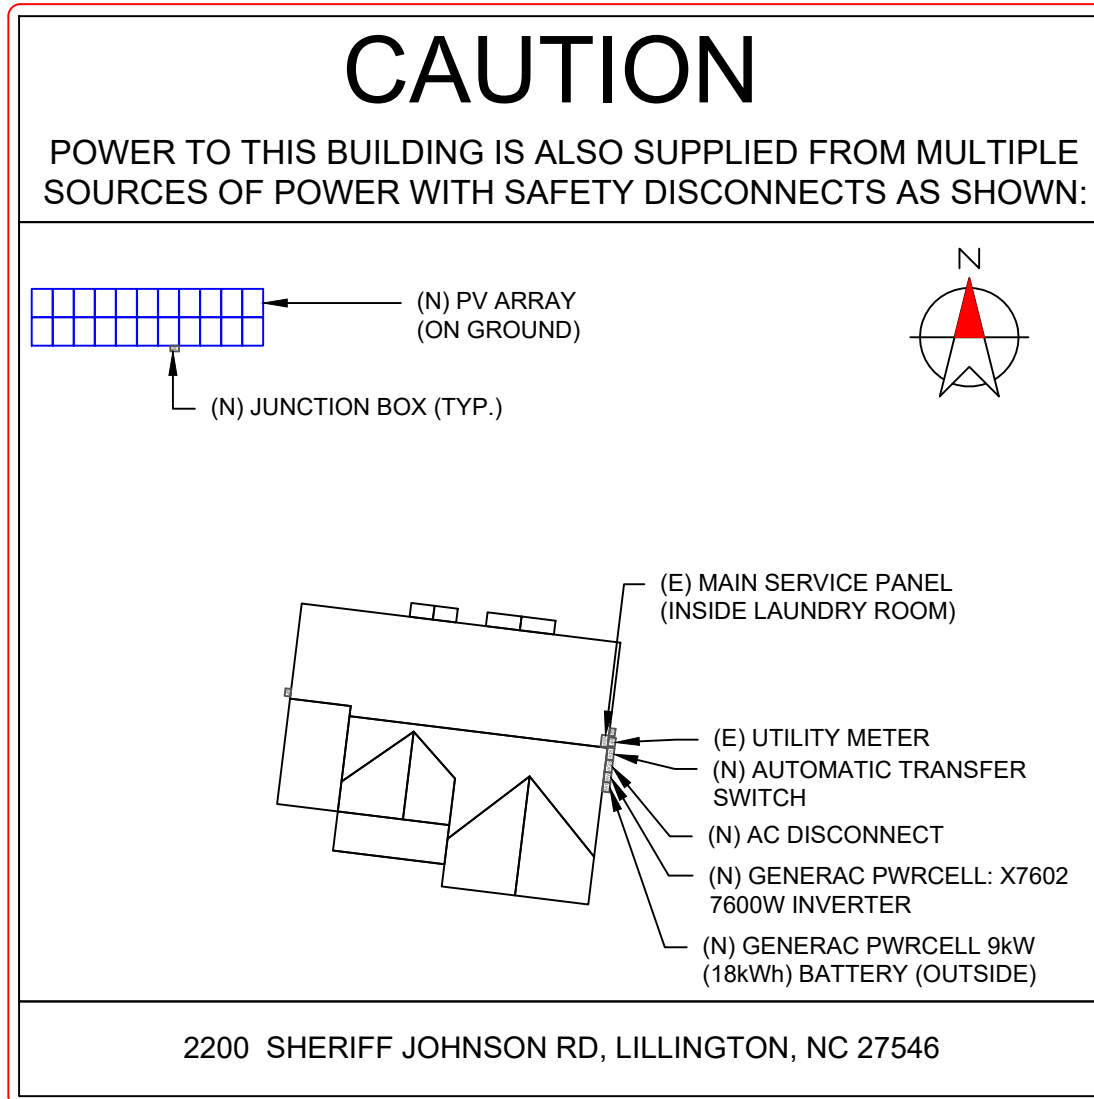 CAUTION
POWER TO THIS BUILDING IS ALSO SUPPLIED FROM MULTIPLE
SOURCES OF POWER WITH SAFETY DISCONNECTS AS SHOWN:
N
(N) PV ARRAY
(ON GROUND)
(N) JUNCTION BOX (TYP.)
(E) MAIN SERVICE PANEL
(INSIDE LAUNDRY ROOM)
(E) UTILITY METER
(N) AUTOMATIC TRANSFER
SWITCH
(N) AC DISCONNECT
(N) GENERAC PWRCELL: X7602
7600W INVERTER
(N) GENERAC PWRCELL 9kW
(18kWh) BATTERY (OUTSIDE)
2200 SHERIFF JOHNSON RD, LILLINGTON, NC 27546